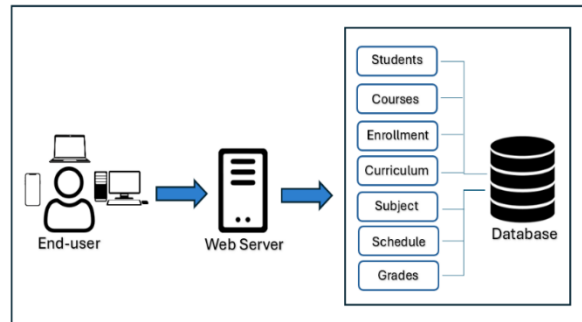 Students
Courses
Enrollment
Curriculum
Subject
Schedule
Grades
End-user
Web Server
Database